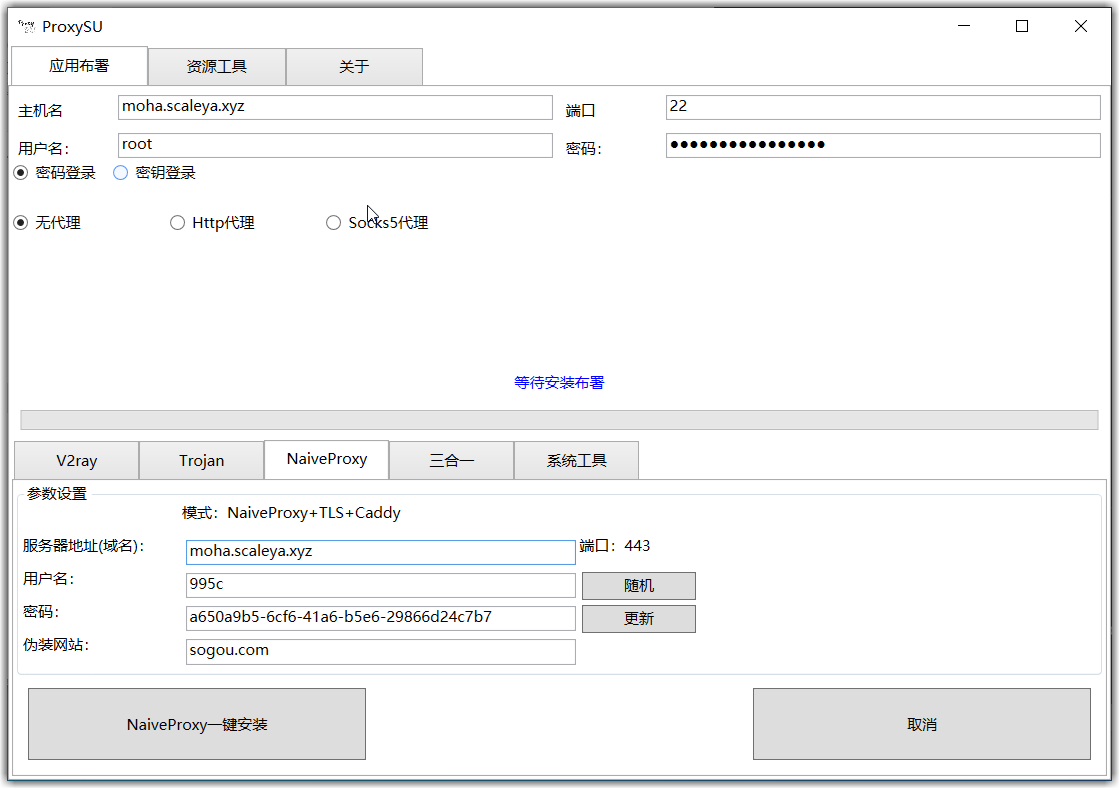 ProxySU
应用布署 资源工具 关于
主机名 moha.scaleya.xyz 端口 22
用户名: root 密码: ●●●●●●●●●●●●●●●●
密码登录 密钥登录
无代理 Http代理 Socks5代理
等待安装布署
V2ray Trojan NaiveProxy 三合一 系统工具
参数设置
模式: NaiveProxy+TLS+Caddy
服务器地址(域名): moha.scaleya.xyz 端口: 443
用户名: 995c 随机
密码: a650a9b5-6cf6-41a6-b5e6-29866d24c7b7 更新
伪装网站: sogou.com
NaiveProxy一键安装 取消